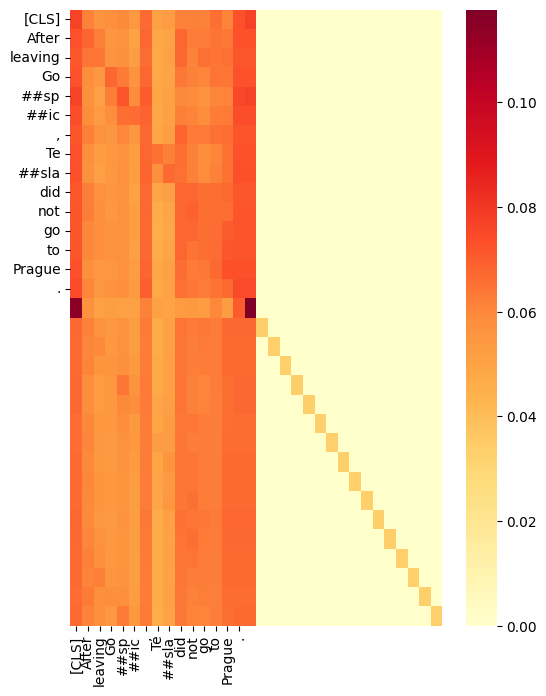 [CLS]
After
leaving
Go
##sp
##ic
,
Te
##sla
did
not
go
to
Prague
.
0.10
0.08
0.06
0.04
0.02
0.00
[CLS]
After
leaving
Go
##sp
##ic
,
Te
##sla
did
not
go
to
Prague
.